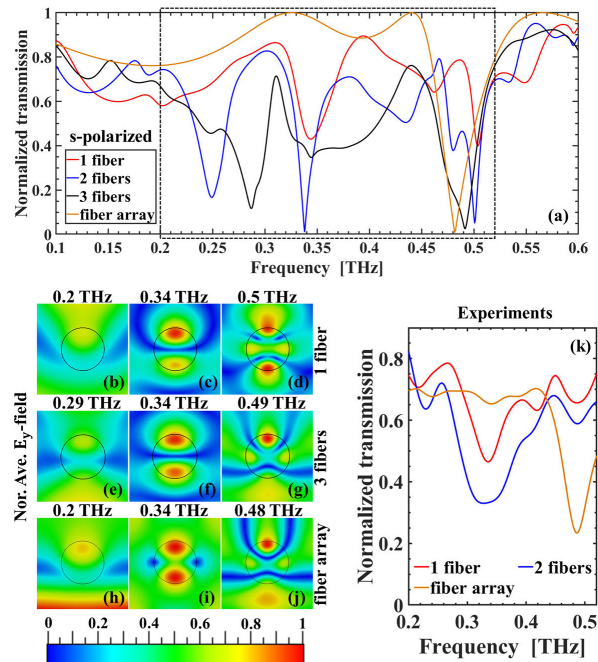 Normalized transmission
1
0.8
0.6
0.4
0.2
0
s-polarized
1 fiber
2 fibers
3 fibers
fiber array
(a)
0.1 0.15 0.2 0.25 0.3 0.35 0.4 0.45 0.5 0.55 0.6
Frequency [THz]
Nor. Ave. Ey-field
0.2 THz 0.34 THz 0.5 THz
(b) (c) (d)
1 fiber
0.29 THz 0.34 THz 0.49 THz
(e) (f) (g)
3 fibers
0.2 THz 0.34 THz 0.48 THz
(h) (i) (j)
fiber array
0 0.2 0.4 0.6 0.8 1
Experiments
(k)
Normalized transmission
0.8
0.6
0.4
0.2
0
1 fiber 2 fibers
fiber array
0.2 0.3 0.4 0.5
Frequency [THz]